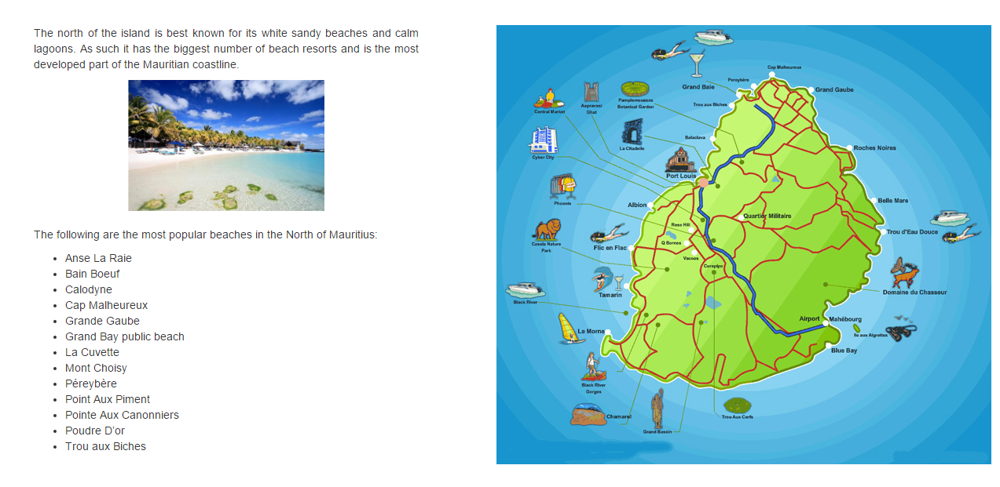 The north of the island is best known for its white sandy beaches and calm
lagoons. As such it has the biggest number of beach resorts and is the most
developed part of the Mauritian coastline.
The following are the most popular beaches in the North of Mauritius:
• Anse La Raie
• Bain Boeuf
• Calodyne
• Cap Malheureux
• Grande Gaube
• Grand Bay public beach
• La Cuvette
• Mont Choisy
• Péreybère
• Point Aux Piment
• Pointe Aux Canonniers
• Poudre D'or
• Trou aux Biches
Cap Malheureux
Pereybère
Grand Baie
Grand Gaube
Trou aux Biches
Pamplemousses
Botanical Garden
Aapravasi
Ghat
Central Market
Balaclava
La Citadelle
Roches Noires
Cyber City
Port Louis
Phoenix
Albion
Belle Mare
Quartier Militaire
Rose Hill
Trou d'Eau Douce
Casela Nature
Park
Flic en Flac
Q Bornes
Vacoas
Curepipe
Tamarin
Domaine du Chasseur
Black River
Airport
Mahébourg
Le Morne
Ile aux Aigrettes
Blue Bay
Black River
Gorges
Chamarel
Trou Aux Cerfs
Grand Bassin